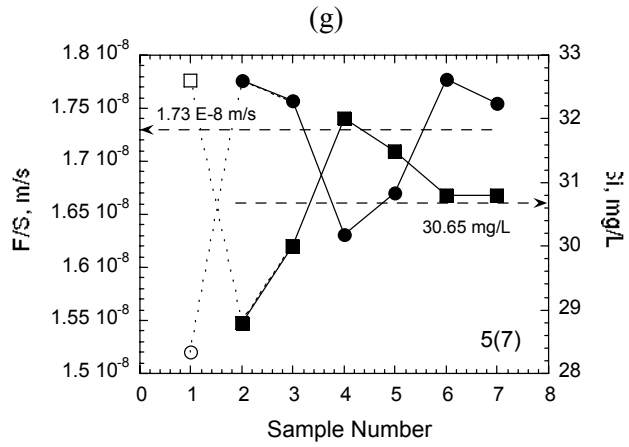 (g)
1.8 10-8
1.75 10-8
1.7 10-8
1.65 10-8
1.6 10-8
1.55 10-8
1.5 10-8
F/S, m/s
33
32
31
30
29
28
Si, mg/L
1.73 E-8 m/s
30.65 mg/L
5(7)
0 1 2 3 4 5 6 7 8
Sample Number